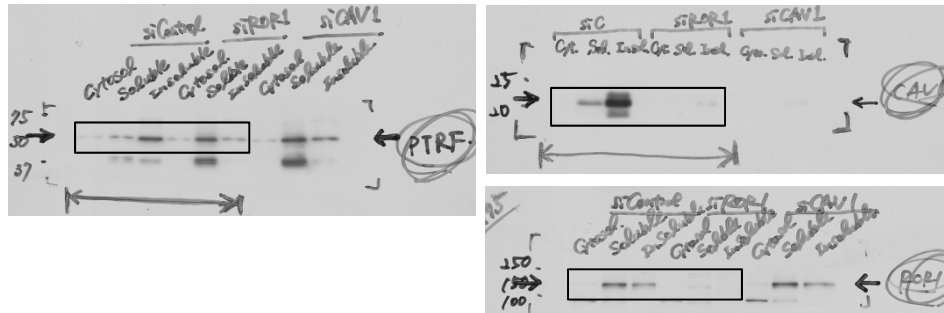 siControl siROR1 siCAV1
Cytosol Soluble Insoluble Cytosol Soluble Insoluble Cytosol Soluble Insoluble
75
50
37
PTRF.
siC siROR1 siCAV1
Cyt. Sol. Insol. Cyt. Sol. Insol. Cyto. Sol. Insol.
25
20
CAV1
siControl siROR1 siCAV1
Cytosol Soluble Insoluble Cytosol Soluble Insoluble Cytosol Soluble Insoluble
250
150
100
ROR1